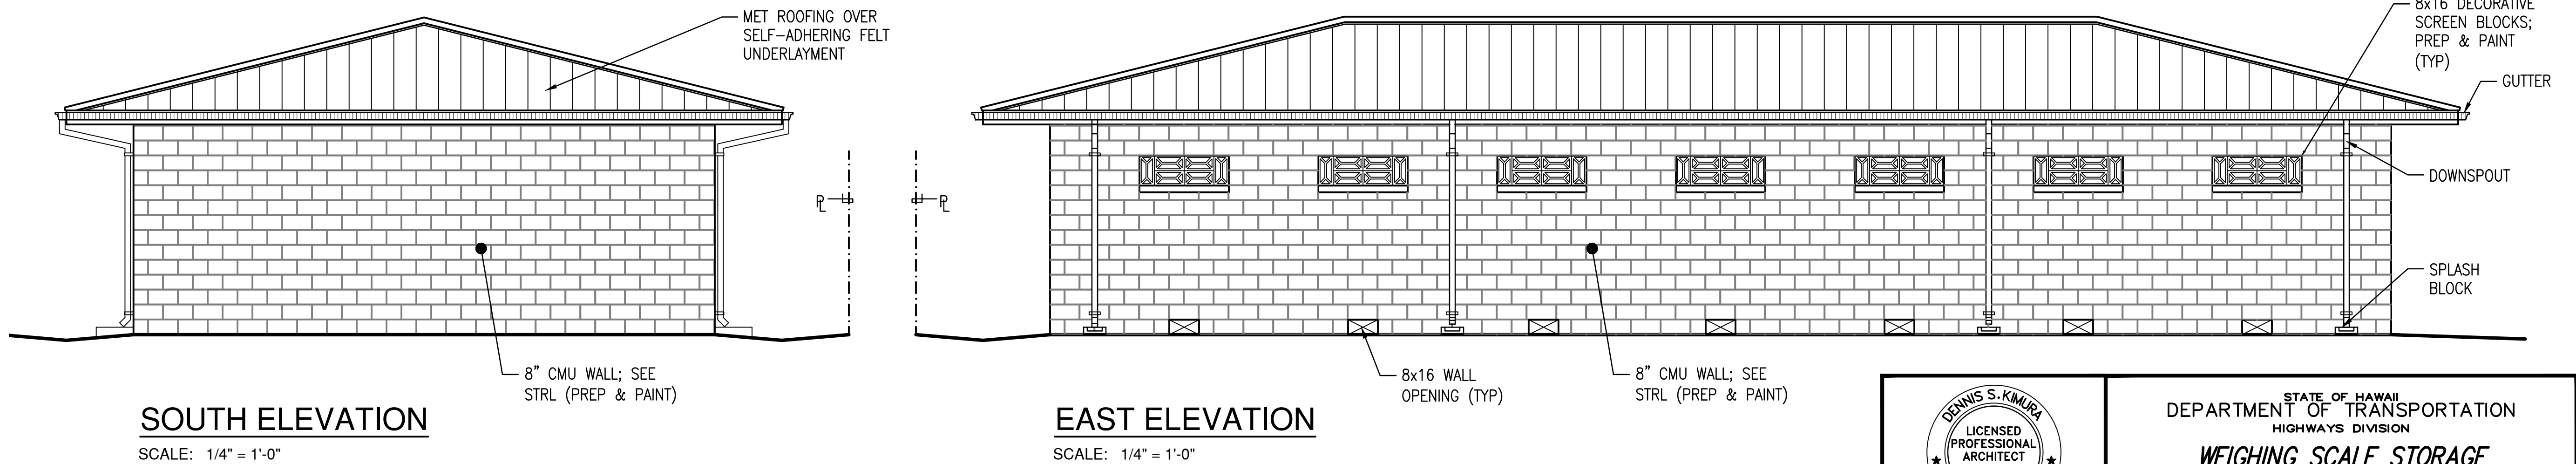 MET ROOFING OVER
SELF-ADHERING FELT
UNDERLAYMENT
8x16 DECORATIVE
SCREEN BLOCKS;
PREP & PAINT
(TYP)
GUTTER
DOWNSPOUT
SPLASH
BLOCK
PL
PL
8" CMU WALL; SEE
STRL (PREP & PAINT)
8x16 WALL
OPENING (TYP)
8" CMU WALL; SEE
STRL (PREP & PAINT)
SOUTH ELEVATION
SCALE: 1/4" = 1'-0"
EAST ELEVATION
SCALE: 1/4" = 1'-0"
DENNIS S. KIMURA
LICENSED
PROFESSIONAL
ARCHITECT
STATE OF HAWAII
DEPARTMENT OF TRANSPORTATION
HIGHWAYS DIVISION
WEIGHING SCALE STORAGE